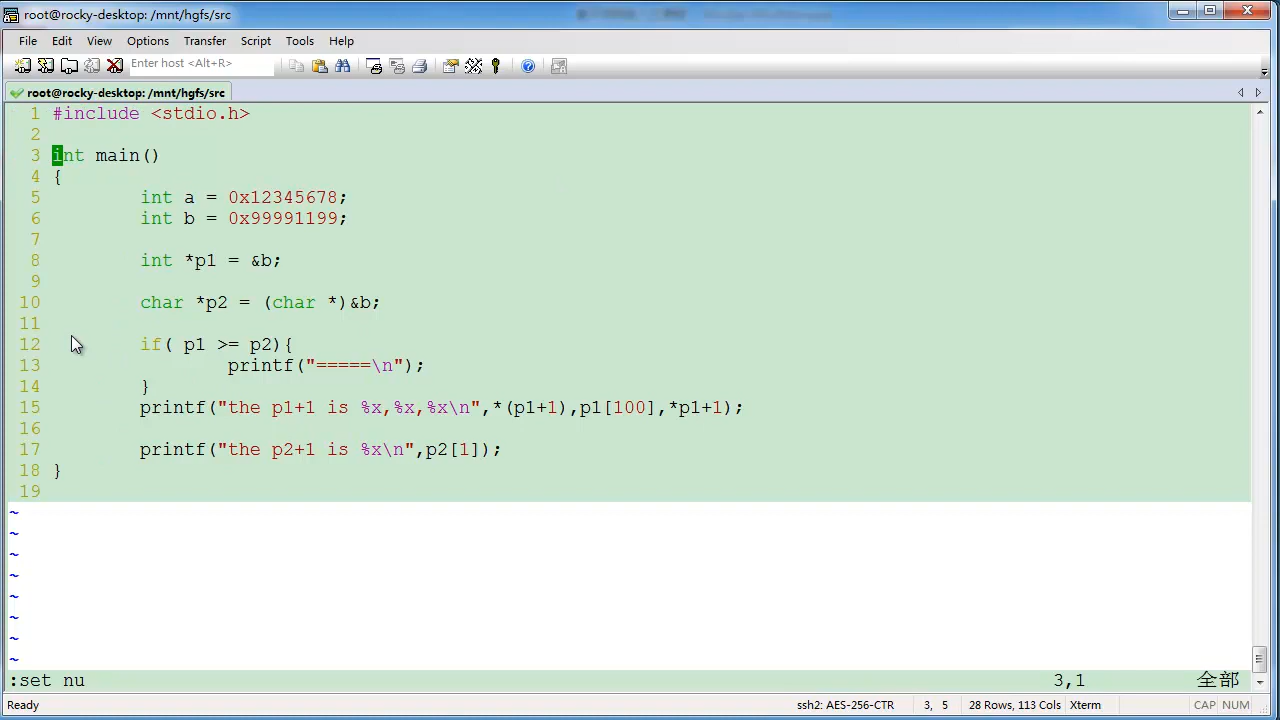 root@rocky-desktop: /mnt/hgfs/src
File Edit View Options Transfer Script Tools Help
Enter host <Alt+R>
root@rocky-desktop: /mnt/hgfs/src
1 #include <stdio.h>
2
3 int main()
4 {
5 int a = 0x12345678;
6 int b = 0x99991199;
7
8 int *p1 = &b;
9
10 char *p2 = (char *)&b;
11
12 if( p1 >= p2){
13 printf("=====\n");
14 }
15 printf("the p1+1 is %x,%x,%x\n",*(p1+1),p1[100],*p1+1);
16
17 printf("the p2+1 is %x\n",p2[1]);
18 }
19
~
~
~
~
~
~
~
~
:set nu 3,1 全部
Ready ssh2: AES-256-CTR 3, 5 28 Rows, 113 Cols Xterm CAP NUM